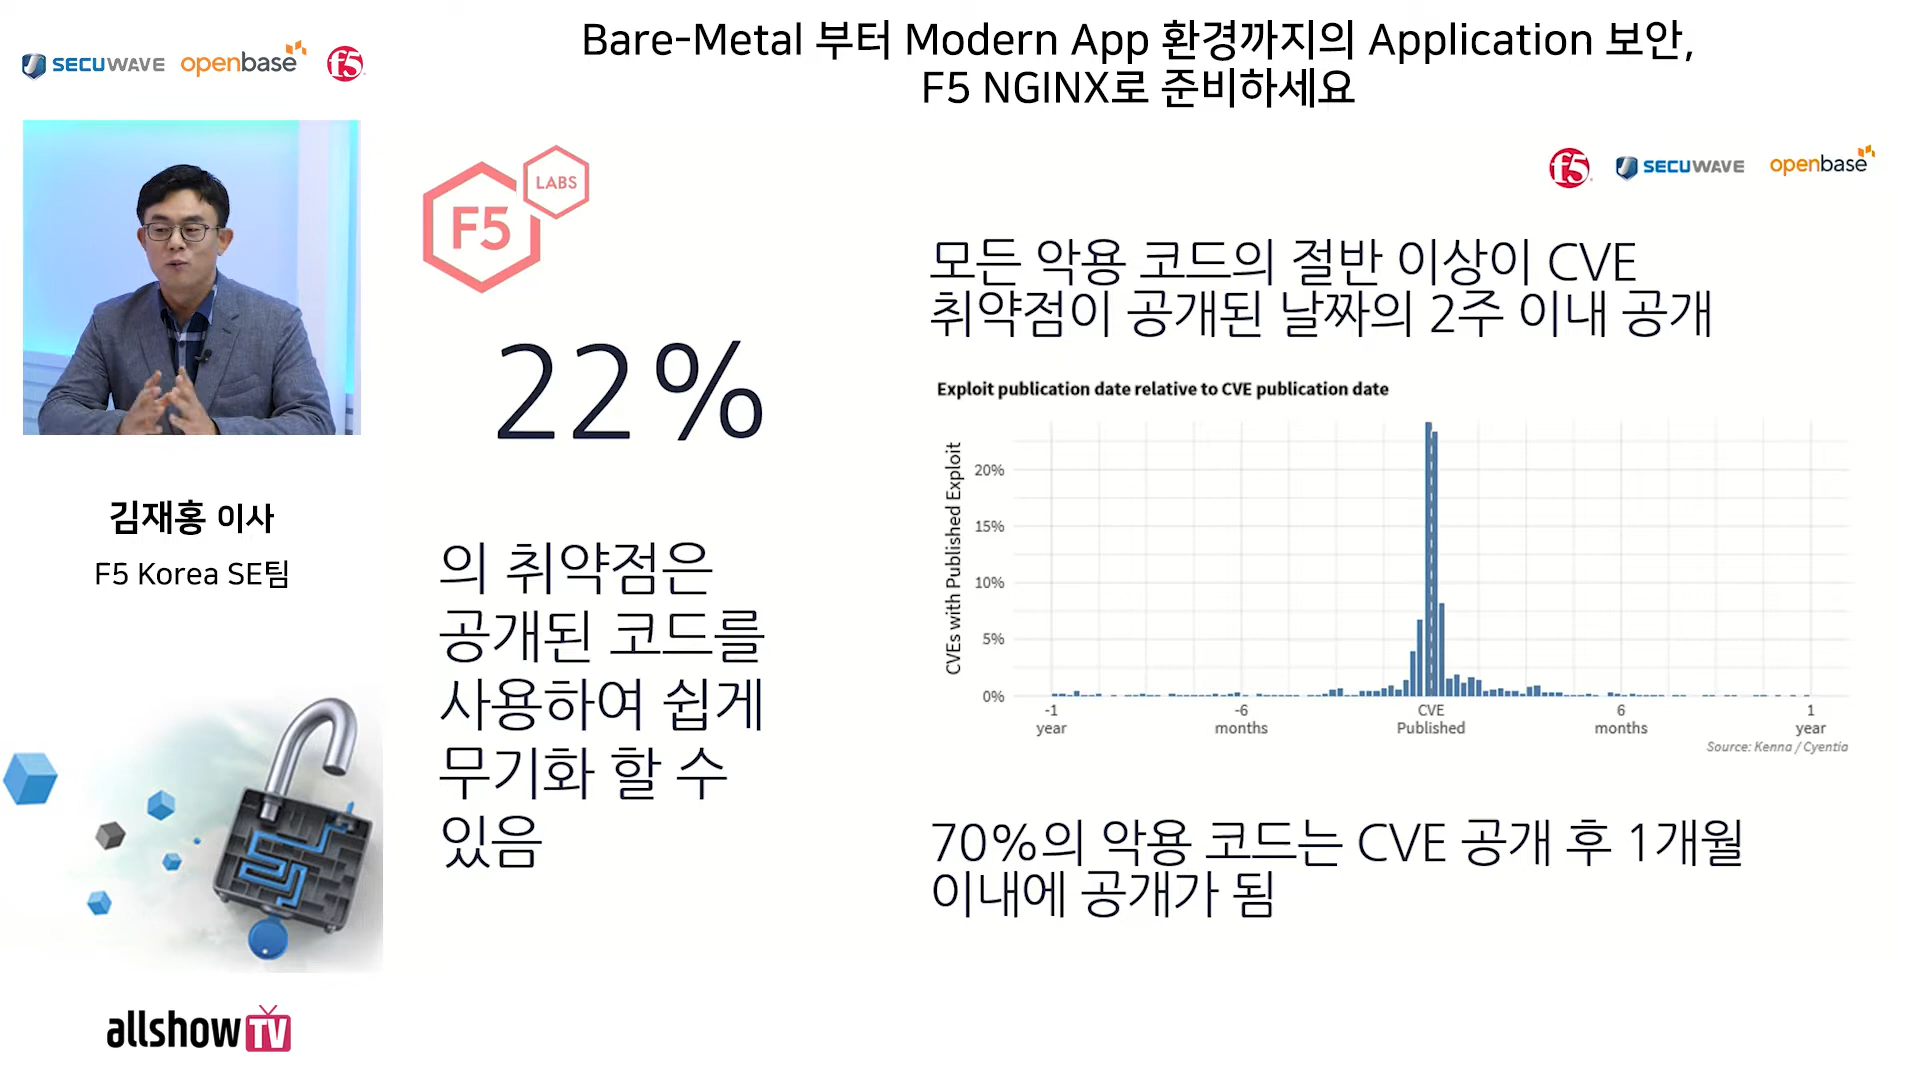 Bare-Metal 부터 Modern App 환경까지의 Application 보안,
F5 NGINX로 준비하세요
SECUWAVE
openbase
f5
김재홍 이사
F5 Korea SE팀
allshow TV
F5 LABS
22%
의 취약점은
공개된 코드를
사용하여 쉽게
무기화 할 수
있음
f5
SECUWAVE
openbase
모든 악용 코드의 절반 이상이 CVE
취약점이 공개된 날짜의 2주 이내 공개
Exploit publication date relative to CVE publication date
CVEs with Published Exploit
20%
15%
10%
5%
0%
-1 year
-6 months
CVE Published
6 months
1 year
Source: Kenna / Cyentia
70%의 악용 코드는 CVE 공개 후 1개월
이내에 공개가 됨